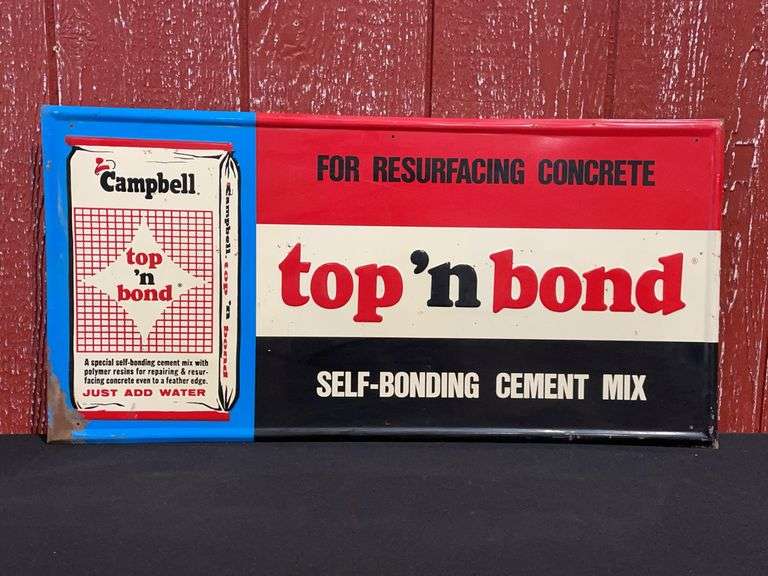 Campbell
top
'n
bond®
A special self-bonding cement mix with
polymer resins for repairing & resur-
facing concrete even to a feather edge.
JUST ADD WATER
Campbell top 'n bond
FOR RESURFACING CONCRETE
top 'n bond®
SELF-BONDING CEMENT MIX